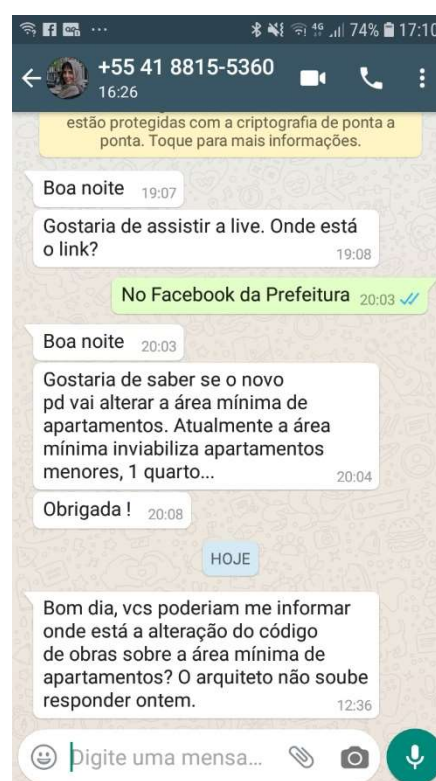 74% 17:10
+55 41 8815-5360
16:26
estão protegidas com a criptografia de ponta a
ponta. Toque para mais informações.
Boa noite 19:07
Gostaria de assistir a live. Onde está
o link? 19:08
No Facebook da Prefeitura 20:03
Boa noite 20:03
Gostaria de saber se o novo
pd vai alterar a área mínima de
apartamentos. Atualmente a área
mínima inviabiliza apartamentos
menores, 1 quarto... 20:04
Obrigada ! 20:08
HOJE
Bom dia, vcs poderiam me informar
onde está a alteração do código
de obras sobre a área mínima de
apartamentos? O arquiteto não soube
responder ontem. 12:36
Digite uma mensa...